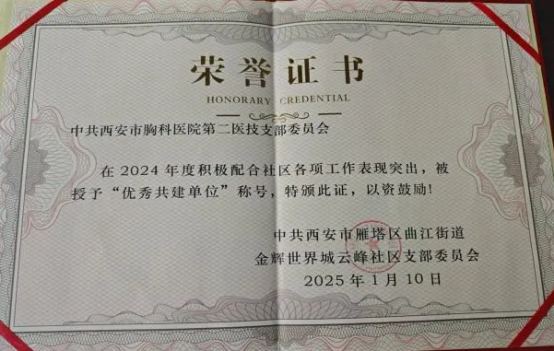 荣誉证书
HONORARY CREDENTIAL
中共西安市胸科医院第二医技支部委员会
在2024年度积极配合社区各项工作表现突出，被
授予“优秀共建单位”称号，特颁此证，以资鼓励！
中共西安市雁塔区曲江街道
金辉世界城云峰社区支部委员会
2025年1月10日